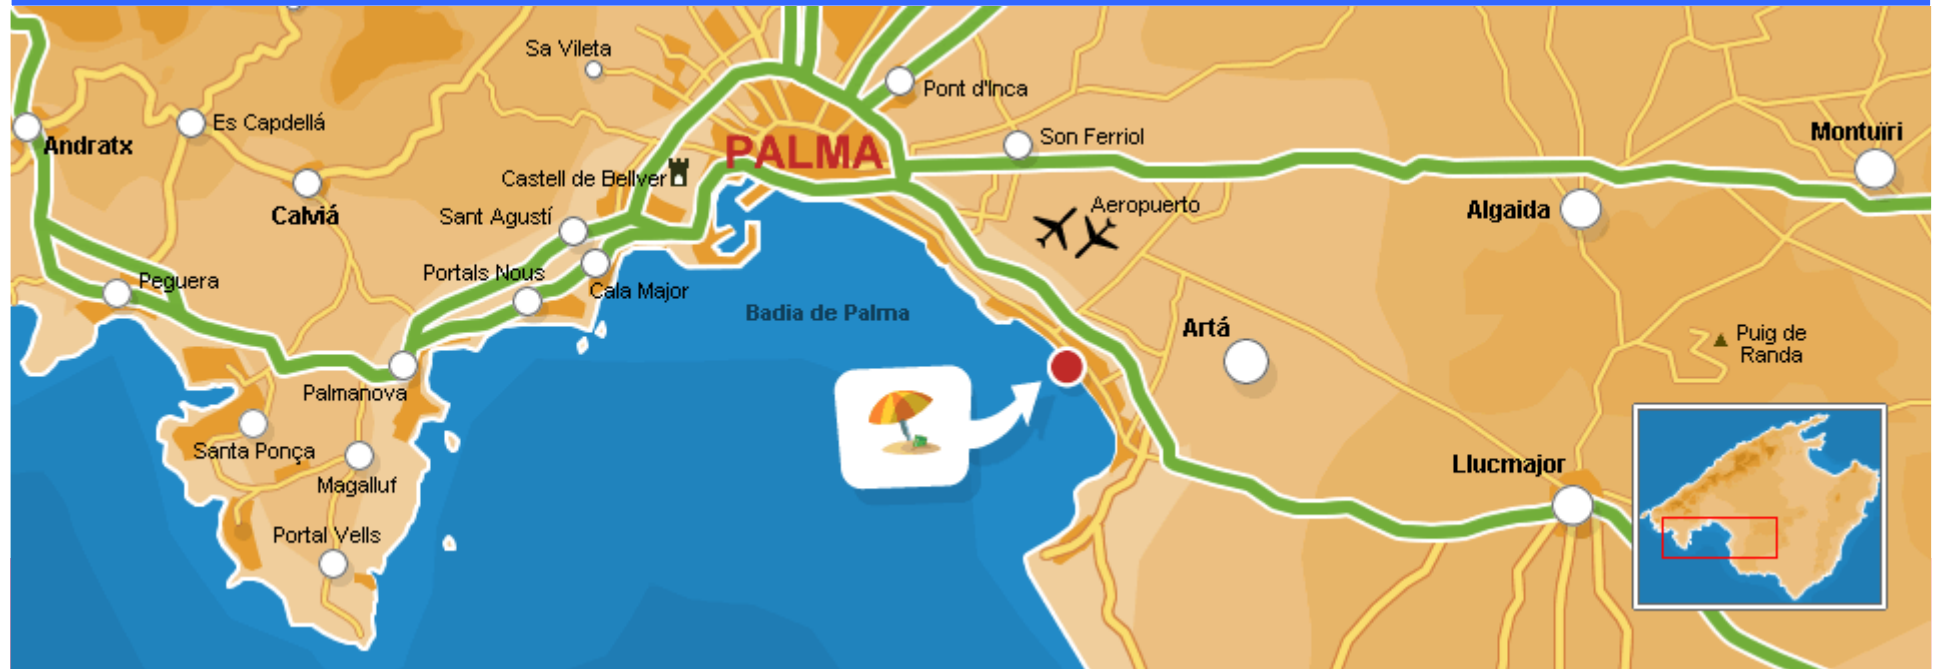 Sa Vileta
Pont d'Inca
Es Capdellá
Andratx
PALMA
Son Ferriol
Montuïri
Castell de Bellver
Calviá
Sant Agustí
Aeropuerto
Algaida
Peguera
Portals Nous
Cala Major
Badia de Palma
Artá
Puig de
Randa
Palmanova
Santa Ponça
Magalluf
Llucmajor
Portal Vells